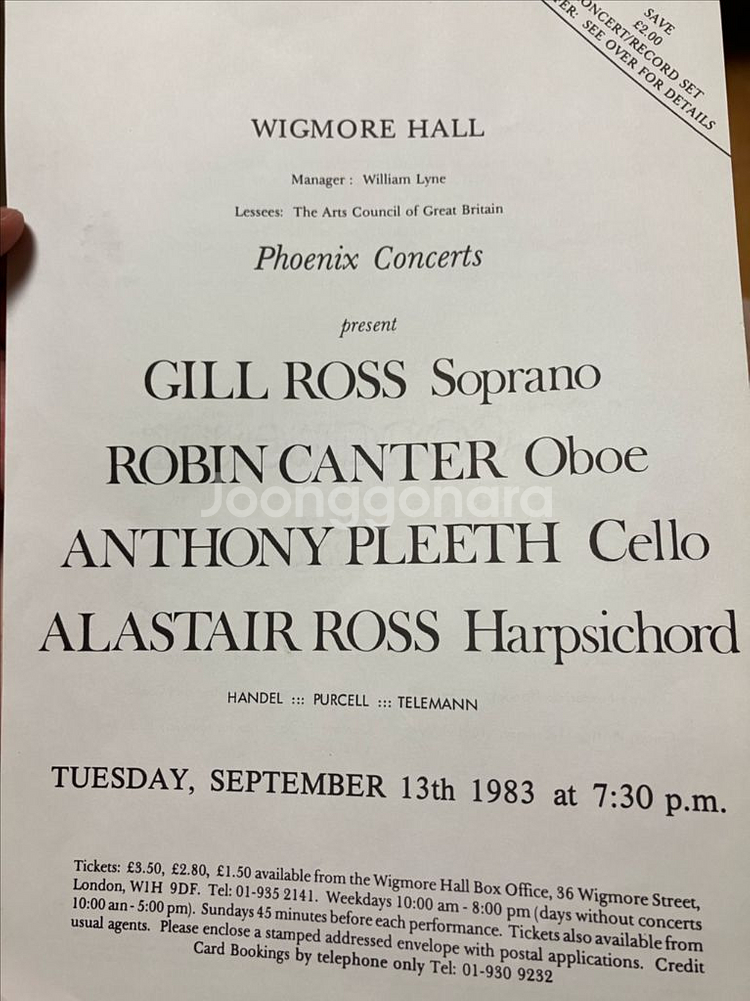 SAVE
£2.00
CONCERT/RECORD SET
SEE OVER FOR DETAILS
WIGMORE HALL
Manager : William Lyne
Lessees: The Arts Council of Great Britain
Phoenix Concerts
present
GILL ROSS Soprano
ROBIN CANTER Oboe
Joonggonara
ANTHONY PLEETH Cello
ALASTAIR ROSS Harpsichord
HANDEL ::: PURCELL ::: TELEMANN
TUESDAY, SEPTEMBER 13th 1983 at 7:30 p.m.
Tickets: £3.50, £2.80, £1.50 available from the Wigmore Hall Box Office, 36 Wigmore Street,
London, W1H 9DF. Tel: 01-935 2141. Weekdays 10:00 am - 8:00 pm (days without concerts
10:00 am - 5:00 pm). Sundays 45 minutes before each performance. Tickets also available from
usual agents. Please enclose a stamped addressed envelope with postal applications. Credit
Card Bookings by telephone only Tel: 01-930 9232